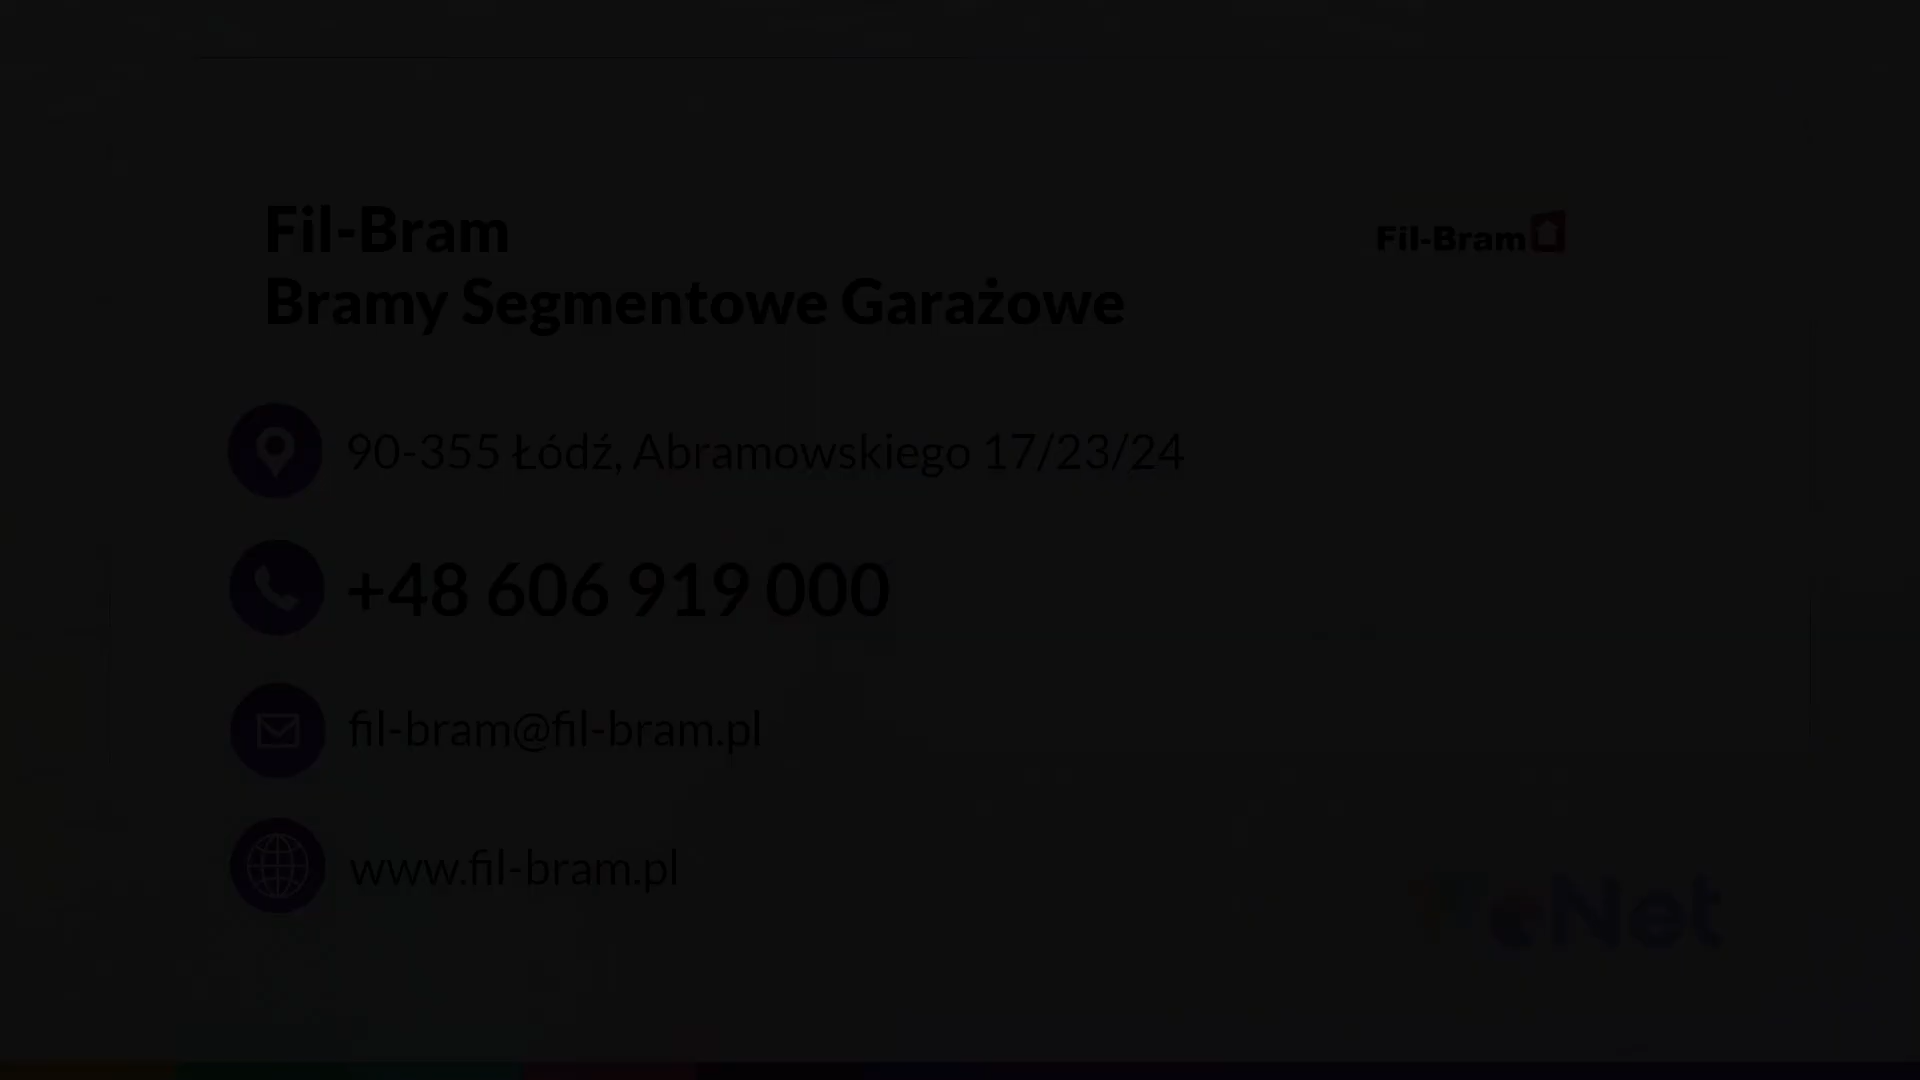 Fil-Bram
Bramy Segmentowe Garażowe
Fil-Bram
90-355 Łódź, Abramowskiego 17/23/24
+48 606 919 000
fil-bram@fil-bram.pl
www.fil-bram.pl